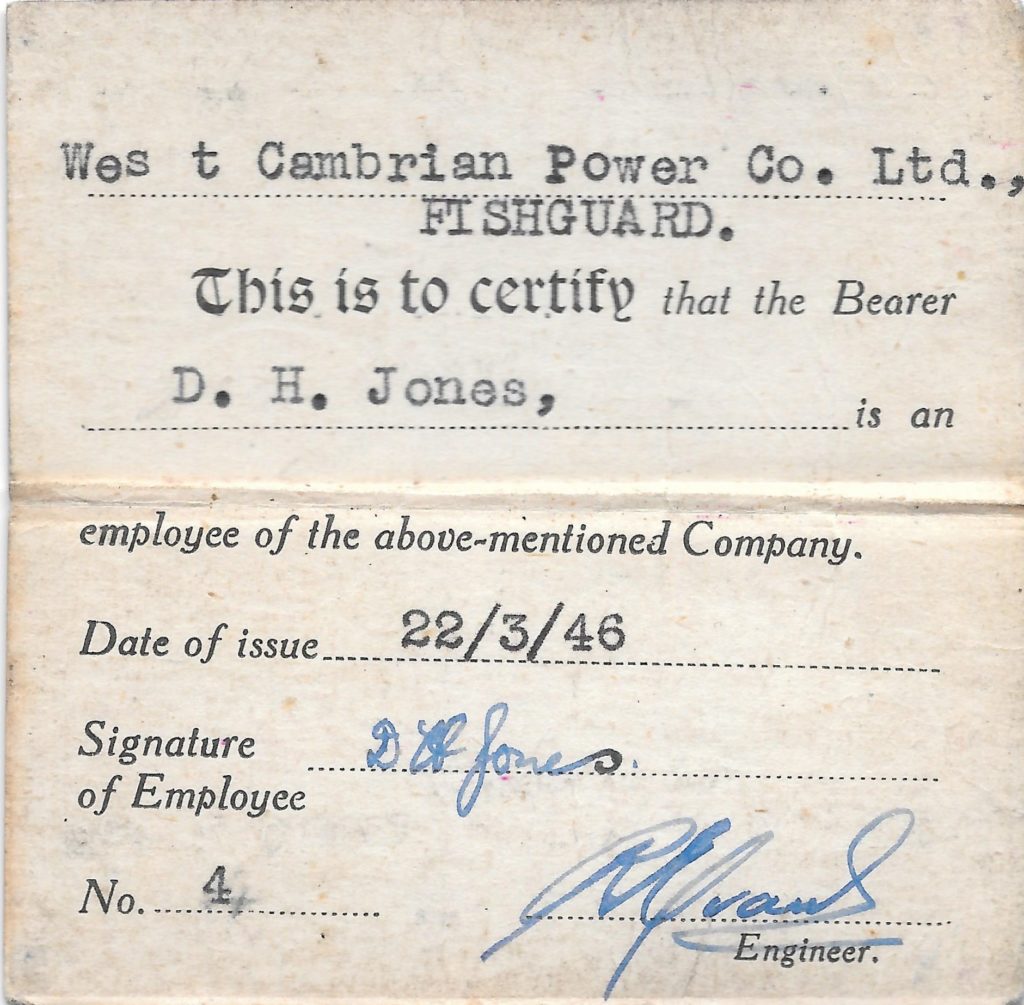 Wes t Cambrian Power Co. Ltd.,
FISHGUARD.
This is to certify that the Bearer
D. H. Jones,
is an
employee of the above-mentioned Company.
Date of issue 22/3/46
Signature D H Jones.
of Employee
No. 4
Engineer.